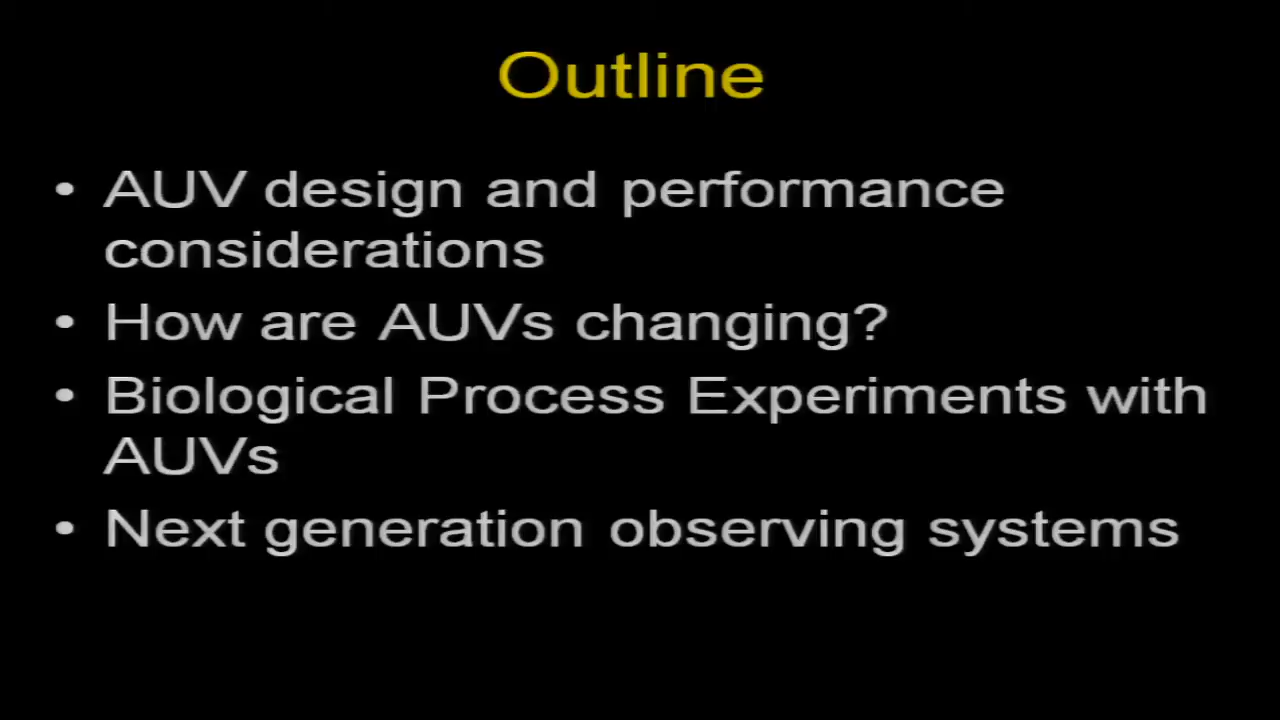 Outline
• AUV design and performance
considerations
• How are AUVs changing?
• Biological Process Experiments with
AUVs
• Next generation observing systems